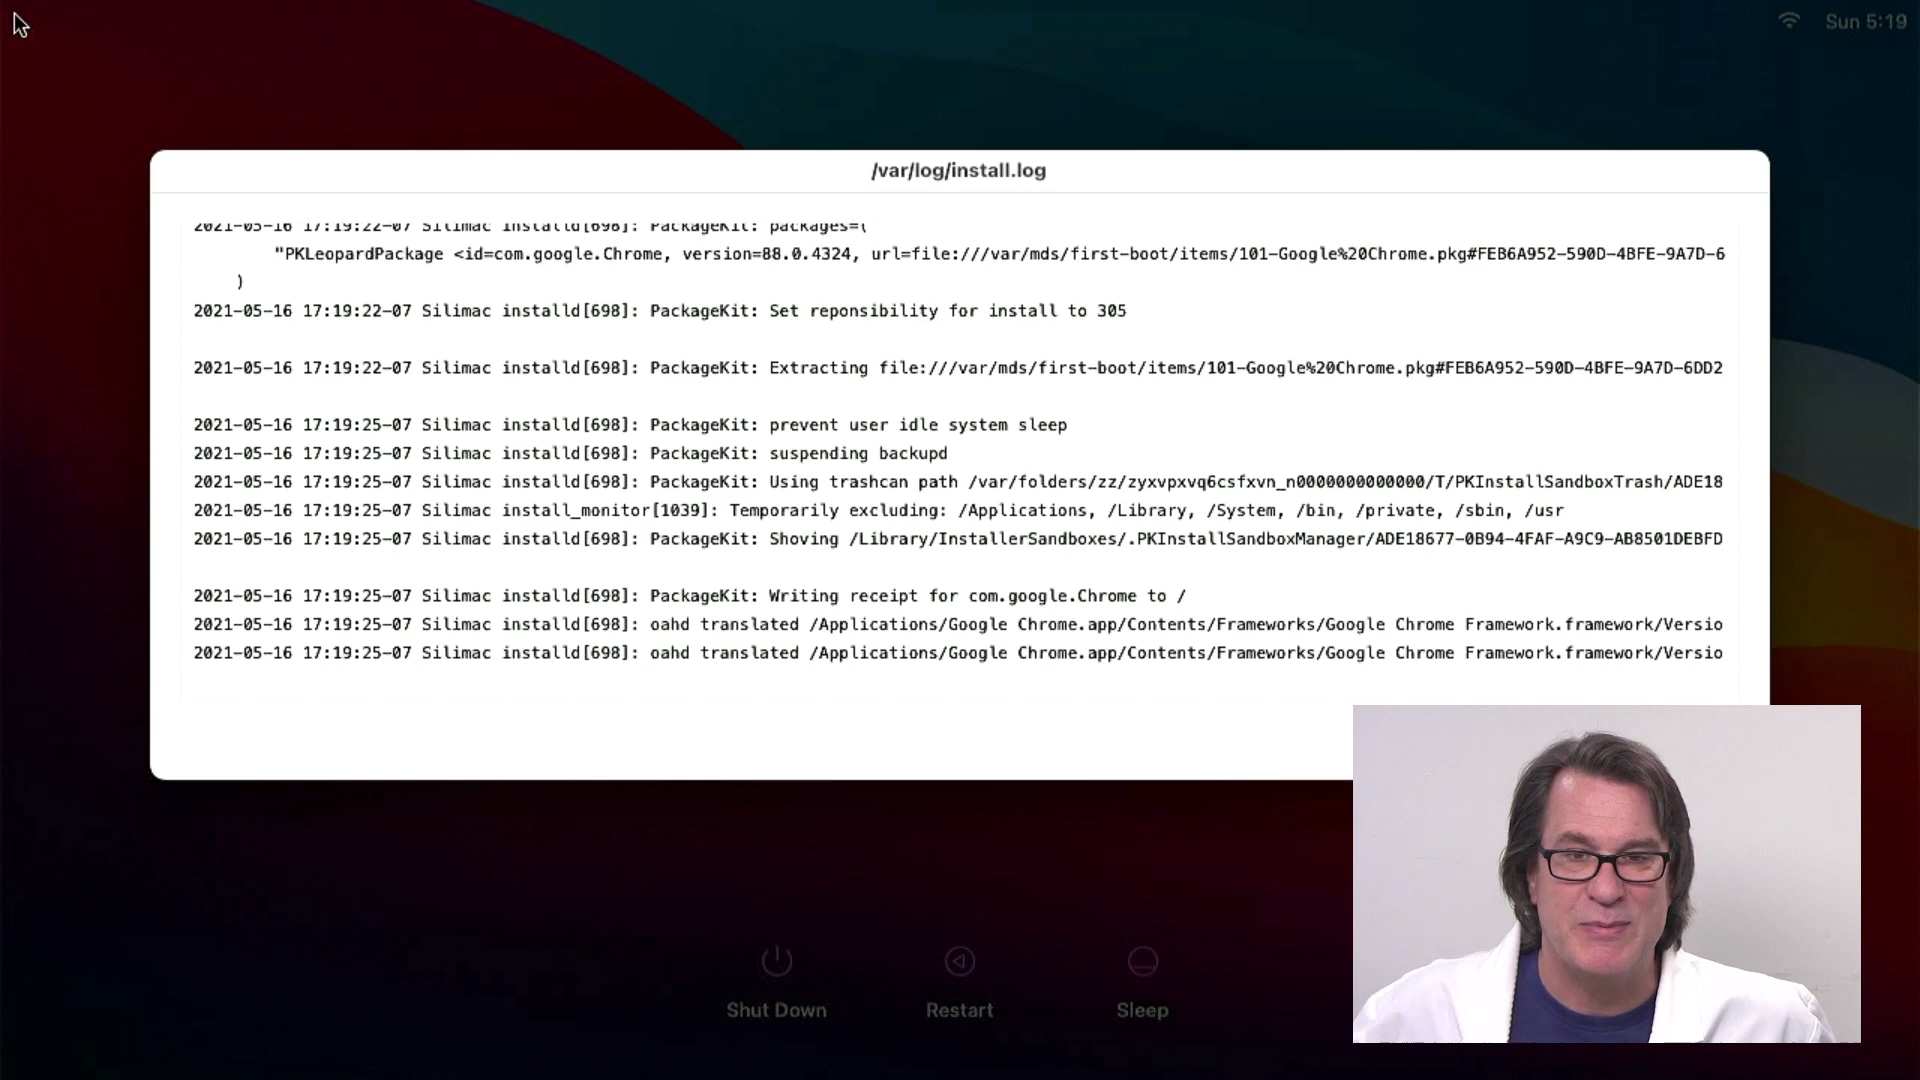 Sun 5:19
/var/log/install.log
2021-05-16 17:19:22-07 Silimac installd[698]: PackageKit: packages=(
"PKLeopardPackage <id=com.google.Chrome, version=88.0.4324, url=file:///var/mds/first-boot/items/101-Google%20Chrome.pkg#FEB6A952-590D-4BFE-9A7D-6
)
2021-05-16 17:19:22-07 Silimac installd[698]: PackageKit: Set reponsibility for install to 305
2021-05-16 17:19:22-07 Silimac installd[698]: PackageKit: Extracting file:///var/mds/first-boot/items/101-Google%20Chrome.pkg#FEB6A952-590D-4BFE-9A7D-6DD2
2021-05-16 17:19:25-07 Silimac installd[698]: PackageKit: prevent user idle system sleep
2021-05-16 17:19:25-07 Silimac installd[698]: PackageKit: suspending backupd
2021-05-16 17:19:25-07 Silimac installd[698]: PackageKit: Using trashcan path /var/folders/zz/zyxvpxvq6csfxvn_n0000000000000/T/PKInstallSandboxTrash/ADE18
2021-05-16 17:19:25-07 Silimac install_monitor[1039]: Temporarily excluding: /Applications, /Library, /System, /bin, /private, /sbin, /usr
2021-05-16 17:19:25-07 Silimac installd[698]: PackageKit: Shoving /Library/InstallerSandboxes/.PKInstallSandboxManager/ADE18677-0B94-4FAF-A9C9-AB8501DEBFD
2021-05-16 17:19:25-07 Silimac installd[698]: PackageKit: Writing receipt for com.google.Chrome to /
2021-05-16 17:19:25-07 Silimac installd[698]: oahd translated /Applications/Google Chrome.app/Contents/Frameworks/Google Chrome Framework.framework/Versio
2021-05-16 17:19:25-07 Silimac installd[698]: oahd translated /Applications/Google Chrome.app/Contents/Frameworks/Google Chrome Framework.framework/Versio
Shut Down
Restart
Sleep